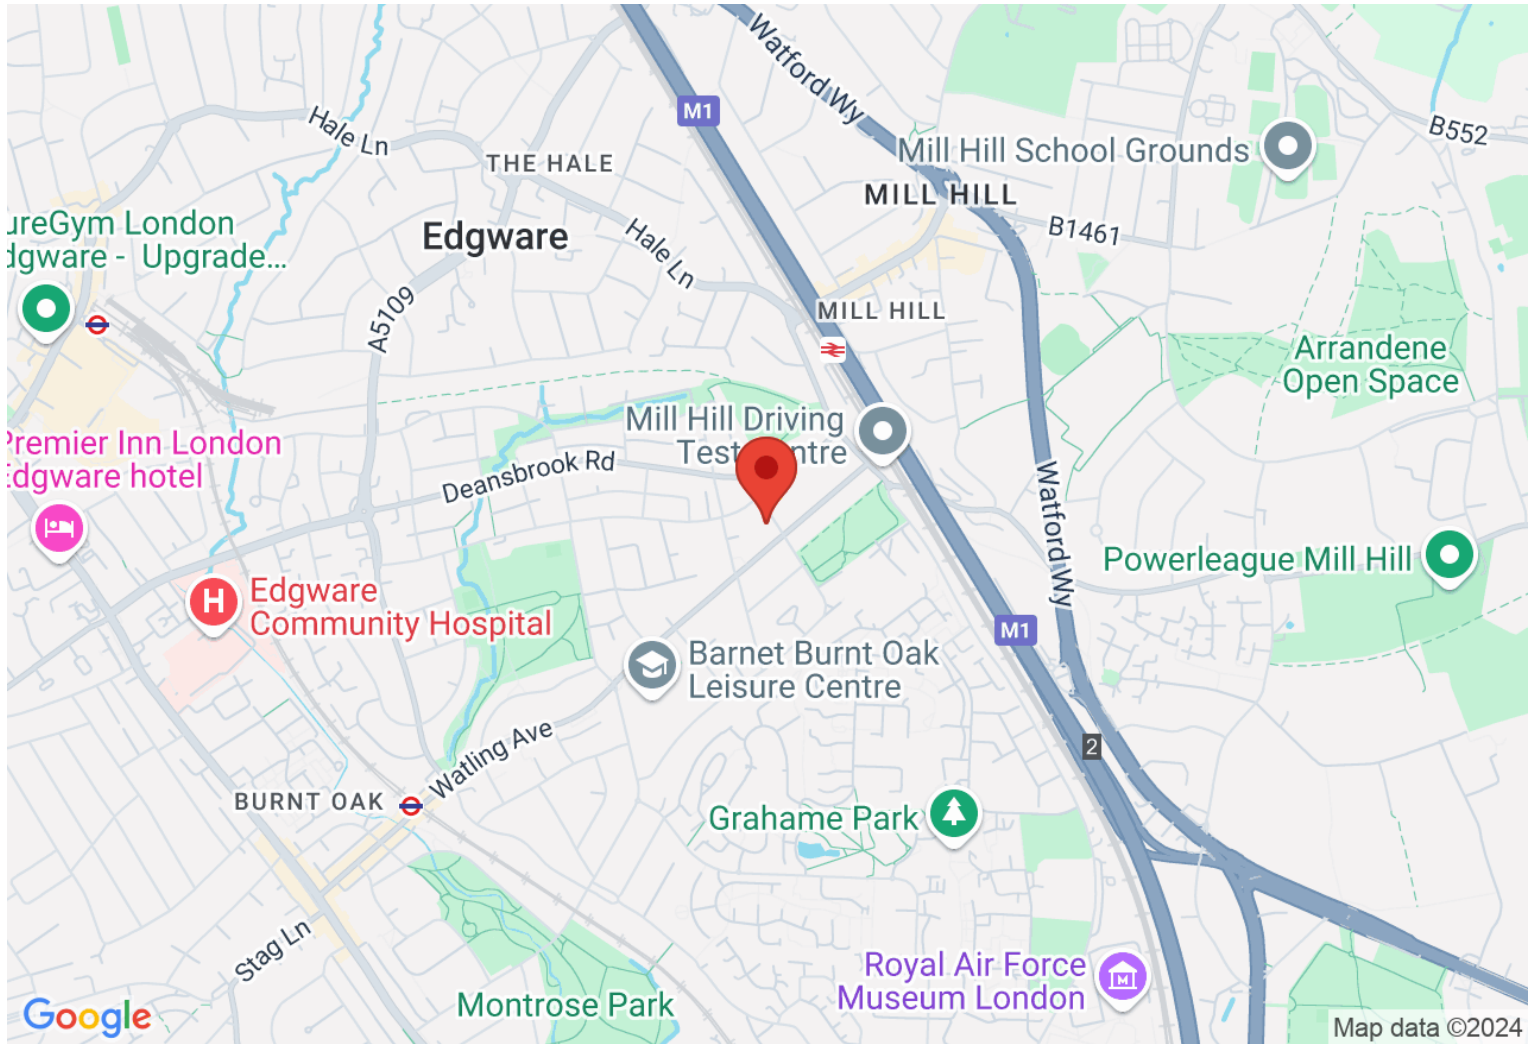 Watford Wy
M1
Hale Ln
B552
Mill Hill School Grounds
THE HALE
MILL HILL
ureGym London
dgware - Upgrade...
Edgware
Hale Ln
B1461
A5109
MILL HILL
Arrandene
Open Space
Mill Hill Driving
Premier Inn London
Edgware hotel
Deansbrook Rd
Watford Wy
Powerleague Mill Hill
H
Edgware
Community Hospital
M1
Barnet Burnt Oak
Leisure Centre
Watling Ave
2
BURNT OAK
Grahame Park
Stag Ln
Royal Air Force
Museum London
M
Montrose Park
Google
Map data ©2024